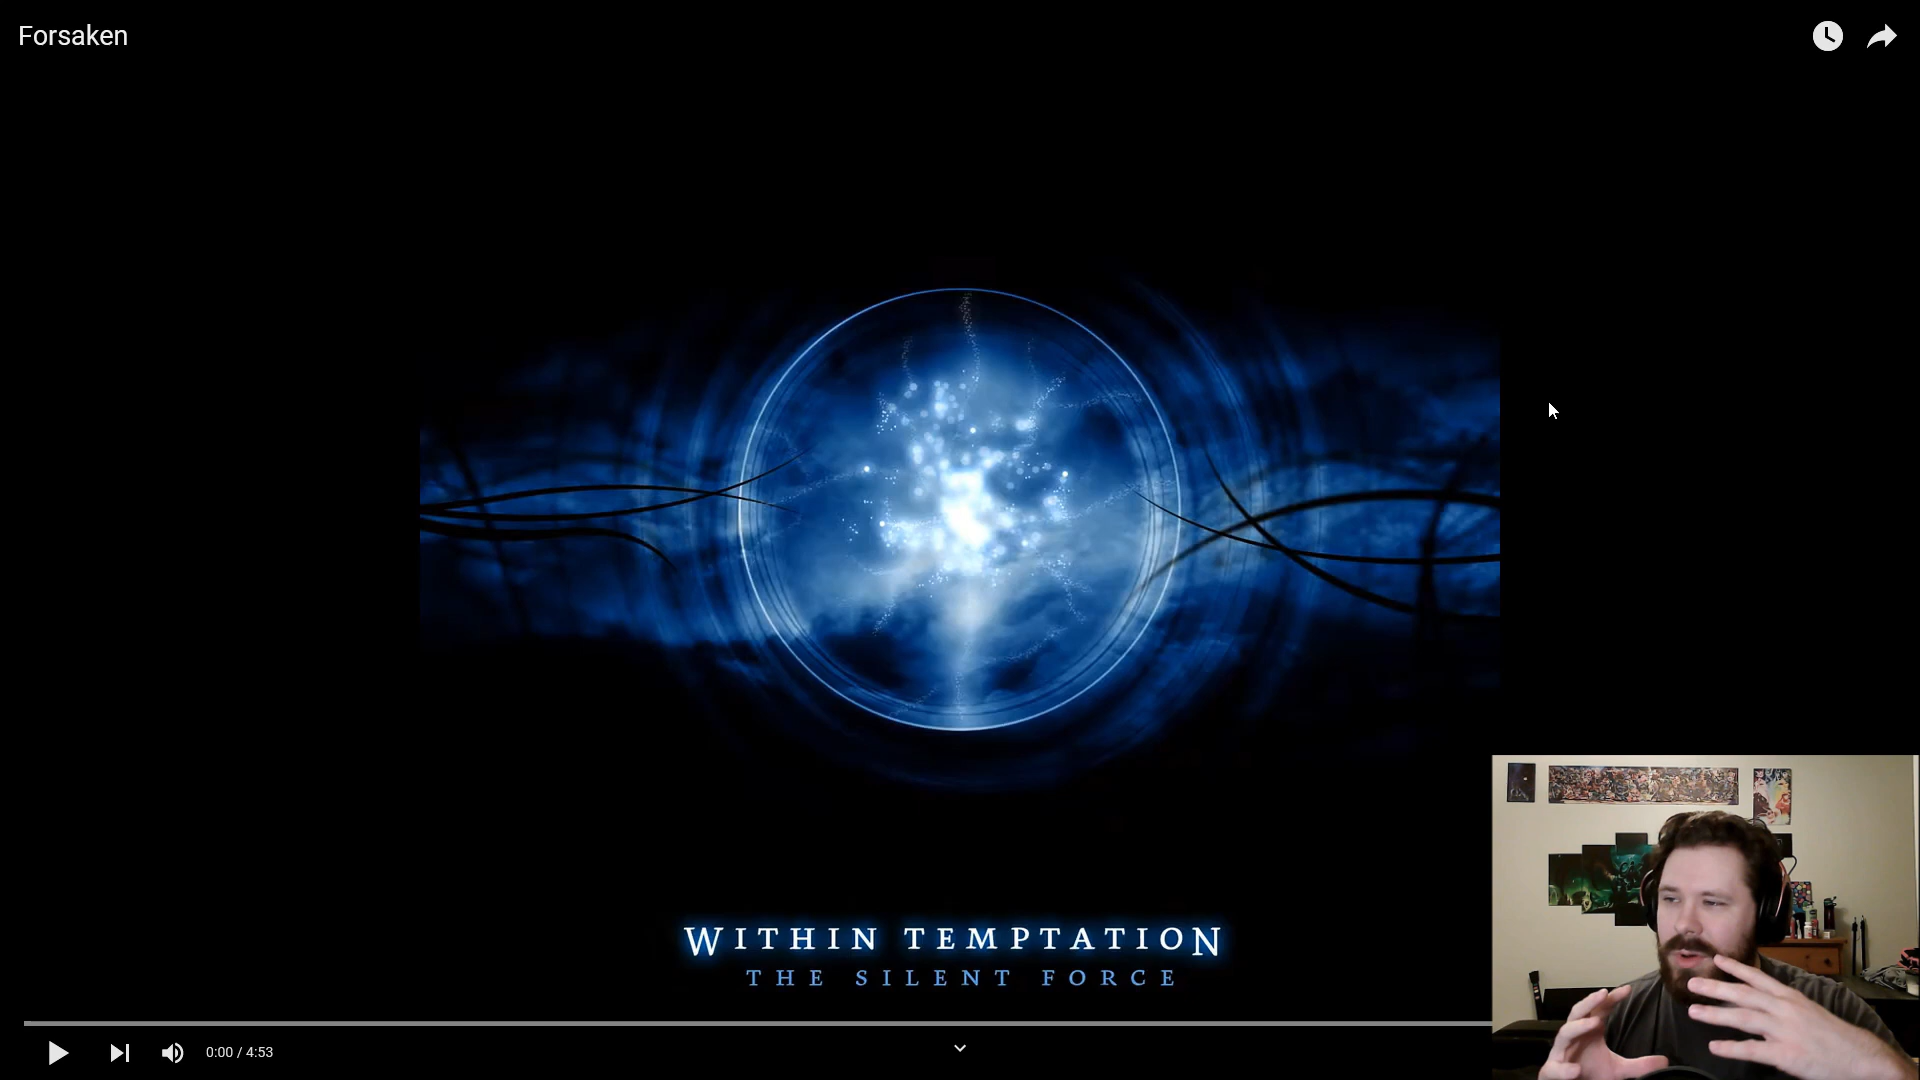 Forsaken
WITHIN TEMPTATION
THE SILENT FORCE
0:00 / 4:53